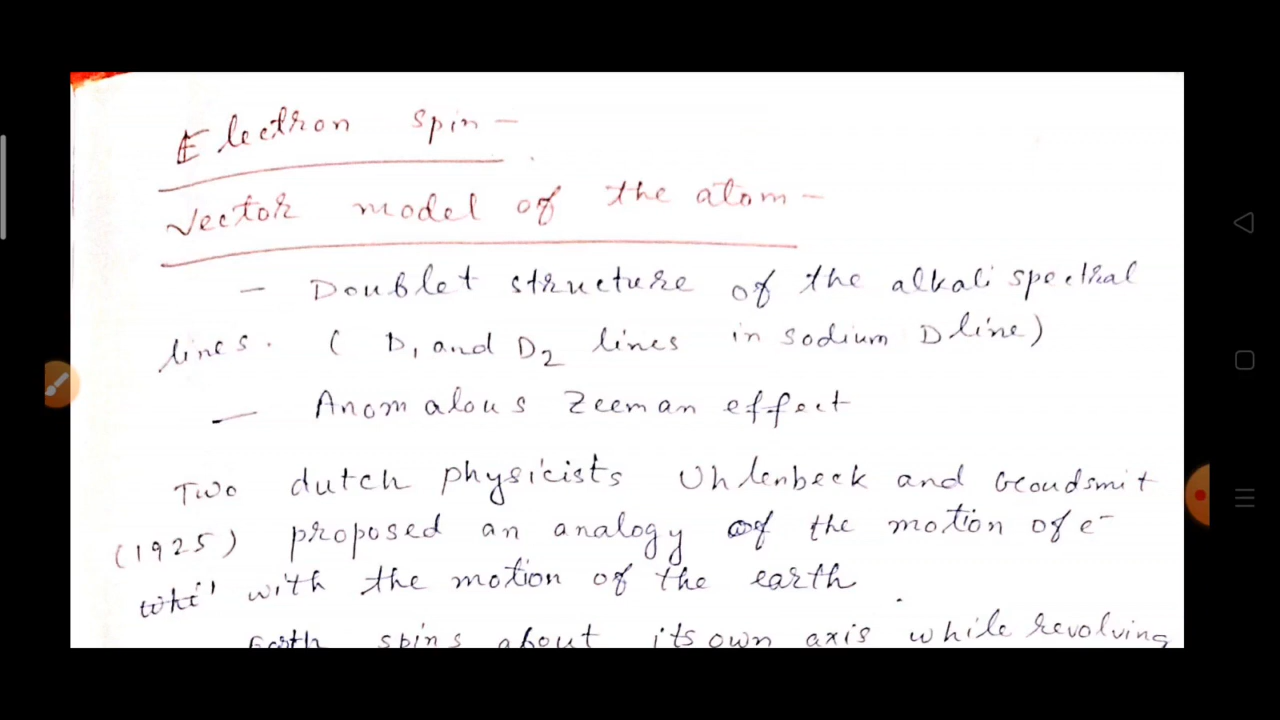 Electron spin -
Vector model of the atom -
- Doublet structure of the alkali spectral
lines. ( D1 and D2 lines in sodium D line)
- Anomalous Zeeman effect
Two dutch physicists Uhlenbeck and Goudsmit
(1925) proposed an analogy of the motion of e-
with the motion of the earth
Earth spins about its own axis while revolving